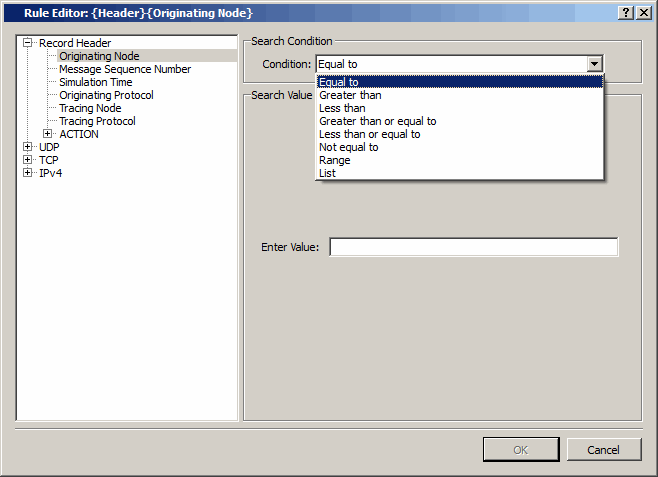 Rule Editor: {Header}{Originating Node}
Record Header
Originating Node
Message Sequence Number
Simulation Time
Originating Protocol
Tracing Node
Tracing Protocol
ACTION
UDP
TCP
IPv4
Search Condition
Condition: Equal to
Equal to
Greater than
Less than
Greater than or equal to
Less than or equal to
Not equal to
Range
List
Search Value
Enter Value:
OK
Cancel